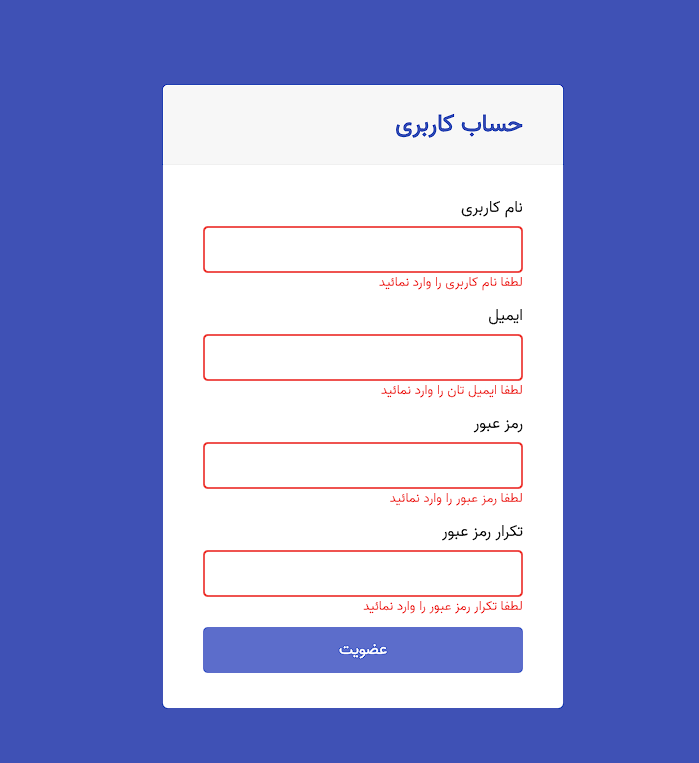 حساب کاربری
نام کاربری
لطفا نام کاربری را وارد نمائید
ایمیل
لطفا ایمیل تان را وارد نمائید
رمز عبور
لطفا رمز عبور را وارد نمائید
تکرار رمز عبور
لطفا تکرار رمز عبور را وارد نمائید
عضویت